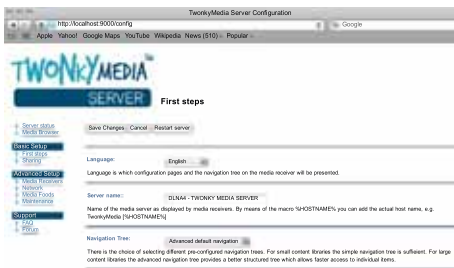 TwonkyMedia Server Configuration
http://localhost:9000/config
Google
Apple Yahoo! Google Maps YouTube Wikipedia News (510) Popular
TWONKYMEDIA™
SERVER
First steps
Server status
Media Browser
Save Changes Cancel Restart server
Basic Setup
First steps
Sharing
Advanced Setup
Media Receivers
Network
Media Feeds
Maintenance
Support
FAQ
Forum
Language:
English
Language in which configuration pages and the navigation tree on the media receiver will be presented.
Server name::
DLNA4 - TWONKY MEDIA SERVER
Name of the media server as displayed by media receivers. By means of the macro %HOSTNAME% you can add the actual host name, e.g.
TwonkyMedia [%HOSTNAME%]
Navigation Tree:
Advanced default navigation
There is the choice of selecting different pre-configured navigation trees. For small content libraries the simple navigation tree is suffieient. For large
content libraries the advanced navigation tree provides a better structured tree which allows faster access to individual items.